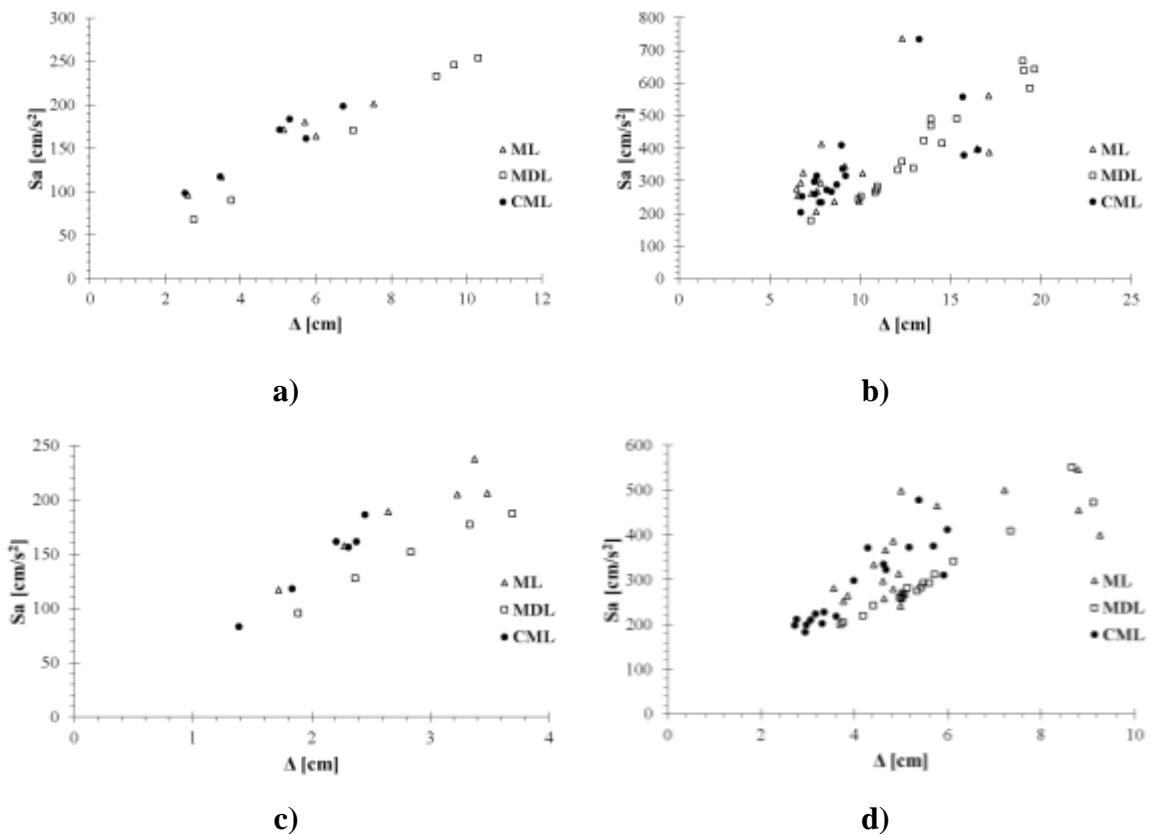 300
250
200
150
100
50
0
Sa [cm/s²]
0 2 4 6 8 10 12
Δ [cm]
ML
MDL
CML
a)
800
700
600
500
400
300
200
100
0
Sa [cm/s²]
0 5 10 15 20 25
Δ [cm]
ML
MDL
CML
b)
250
200
150
100
50
0
Sa [cm/s²]
0 1 2 3 4
Δ [cm]
ML
MDL
CML
c)
600
500
400
300
200
100
0
Sa [cm/s²]
0 2 4 6 8 10
Δ [cm]
ML
MDL
CML
d)